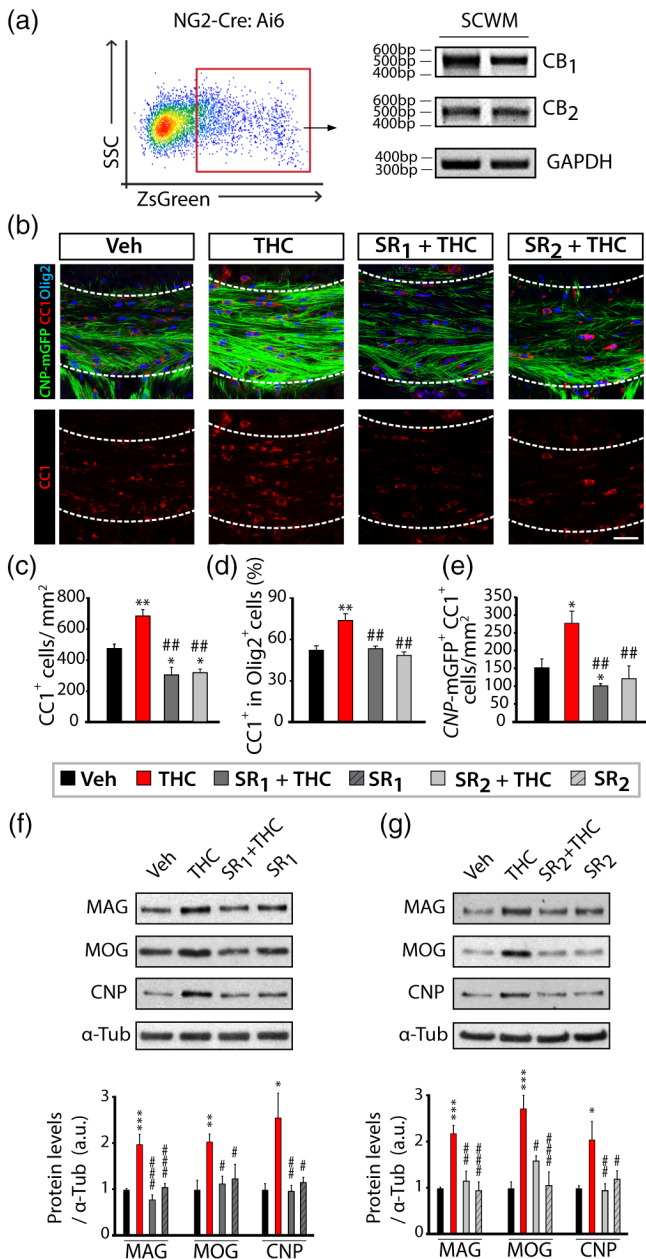 (a)
NG2-Cre: Ai6
SSC
ZsGreen
SCWM
600bp
500bp
400bp
CB1
600bp
500bp
400bp
CB2
400bp
300bp
GAPDH
(b)
Veh
THC
SR1 + THC
SR2 + THC
CNP-mGFP CC1 Olig2
CC1
(c)
CC1+ cells/ mm2
800
600
400
200
0
**
##
*
##
*
(d)
CC1+ in Olig2+ cells (%)
90
60
30
0
**
##
##
(e)
CNP-mGFP+ CC1+
cells/mm2
350
300
250
200
150
100
50
0
*
##
*
##
Veh THC SR1 + THC SR1 SR2 + THC SR2
(f)
Veh THC SR1+THC SR1
MAG
MOG
CNP
α-Tub
Protein levels
/ α-Tub (a.u.)
3
2
1
0
***
###
###
**
#
#
*
##
#
MAG MOG CNP
(g)
Veh THC SR2+THC SR2
MAG
MOG
CNP
α-Tub
Protein levels
/ α-Tub (a.u.)
3
2
1
0
***
##
###
***
#
###
*
##
#
MAG MOG CNP